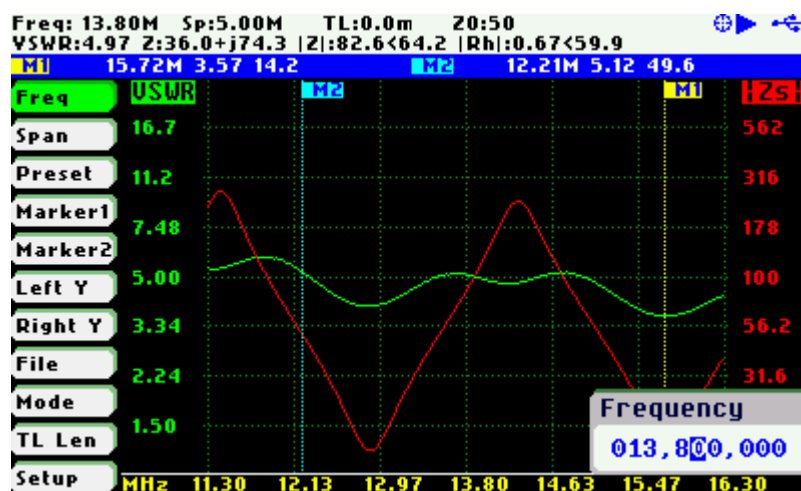 Freq: 13.80M Sp:5.00M TL:0.0m Z0:50
VSWR:4.97 Z:36.0+j74.3 |Z|:82.6<64.2 |Rh|:0.67<59.9
M1 15.72M 3.57 14.2 M2 12.21M 5.12 49.6
Freq VSWR M2 M1 |Zs|
16.7 562
Span
Preset 11.2 316
Marker1
7.48 178
Marker2
Left Y 5.00 100
Right Y 3.34 56.2
File
2.24 31.6
Mode Frequency
1.50
TL Len 013,800,000
Setup MHz 11.30 12.13 12.97 13.80 14.63 15.47 16.30